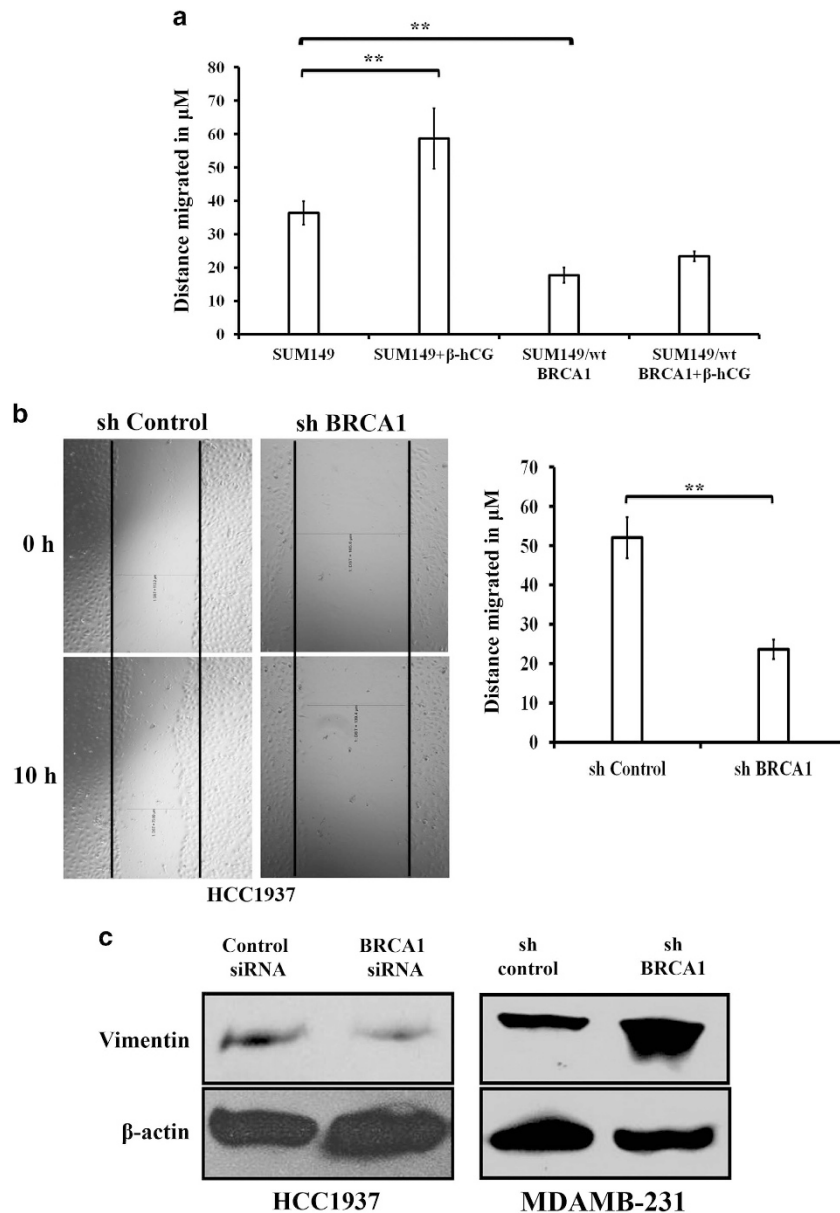 a
**
**
Distance migrated in µM
80
70
60
50
40
30
20
10
0
SUM149
SUM149+β-hCG
SUM149/wt
BRCA1
SUM149/wt
BRCA1+β-hCG
b
sh Control
sh BRCA1
0 h
10 h
HCC1937
Distance migrated in µM
70
60
50
40
30
20
10
0
**
sh Control
sh BRCA1
c
Control
siRNA
BRCA1
siRNA
sh
control
sh
BRCA1
Vimentin
β-actin
HCC1937
MDAMB-231